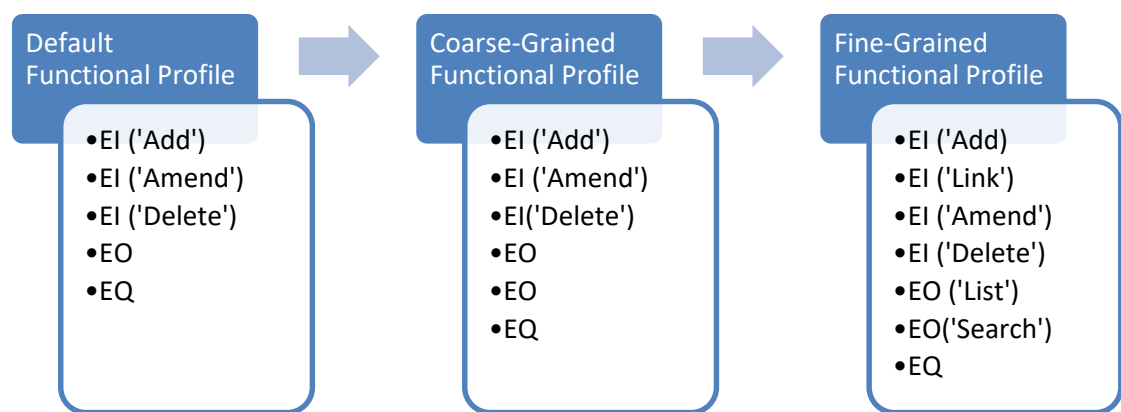 Default
Functional Profile
•EI ('Add')
•EI ('Amend')
•EI ('Delete')
•EO
•EQ
Coarse-Grained
Functional Profile
•EI ('Add')
•EI ('Amend')
•EI('Delete')
•EO
•EO
•EQ
Fine-Grained
Functional Profile
•EI ('Add)
•EI ('Link')
•EI ('Amend')
•EI ('Delete')
•EO ('List')
•EO('Search')
•EQ